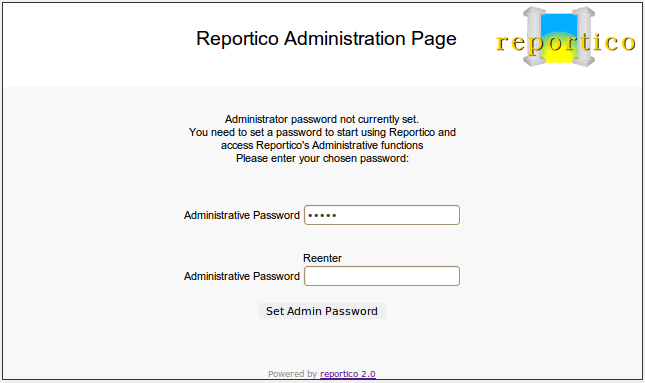 Reportico Administration Page
reportico
Administrator password not currently set.
You need to set a password to start using Reportico and
access Reportico's Administrative functions
Please enter your chosen password:
Administrative Password •••••
Reenter
Administrative Password
Set Admin Password
Powered by reportico 2.0